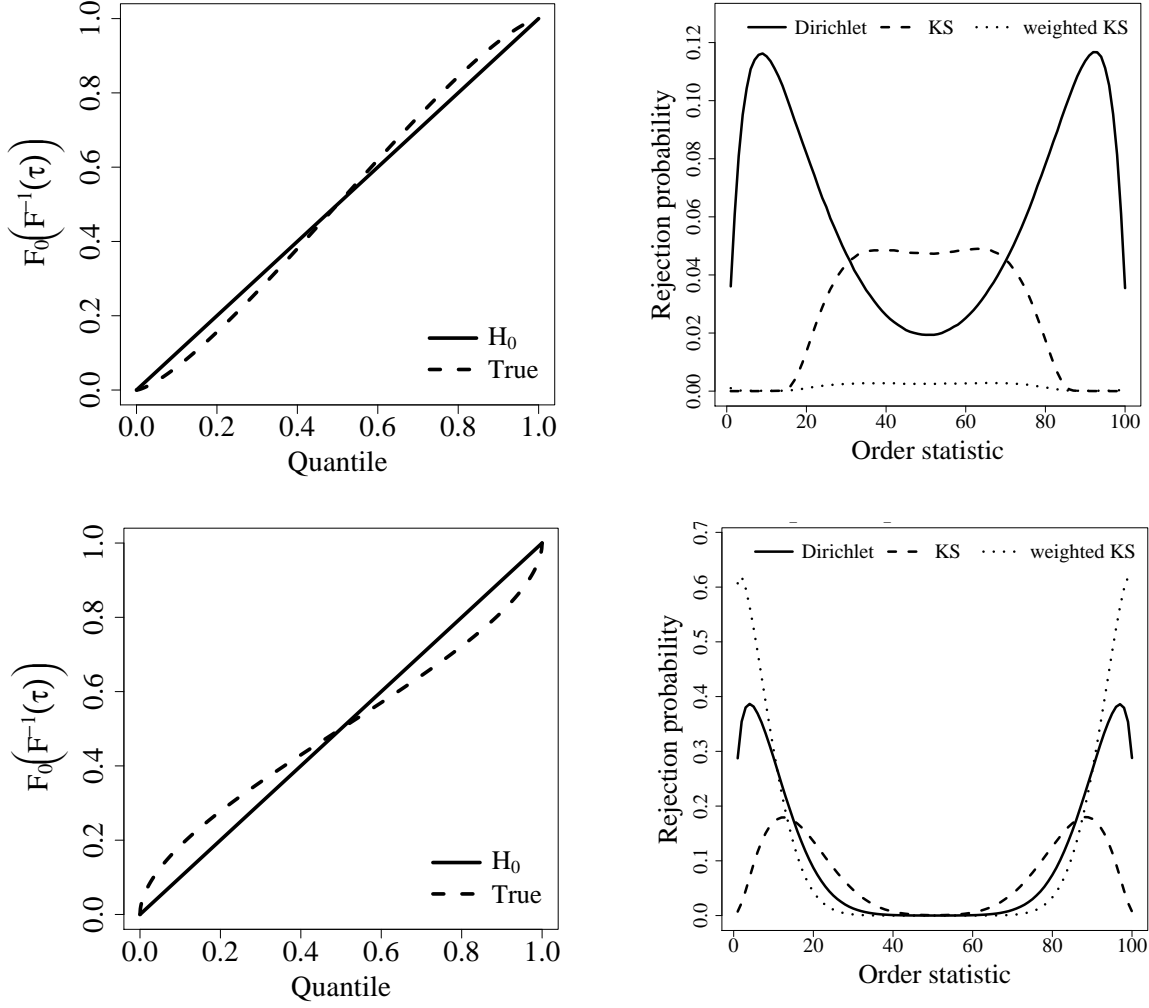 F₀(F⁻¹(τ))
0.0 0.2 0.4 0.6 0.8 1.0
H₀
True
0.0 0.2 0.4 0.6 0.8 1.0
Quantile
Rejection probability
0.00 0.02 0.04 0.06 0.08 0.10 0.12
Dirichlet KS weighted KS
0 20 40 60 80 100
Order statistic
F₀(F⁻¹(τ))
0.0 0.2 0.4 0.6 0.8 1.0
H₀
True
0.0 0.2 0.4 0.6 0.8 1.0
Quantile
Rejection probability
0.0 0.1 0.2 0.3 0.4 0.5 0.6 0.7
Dirichlet KS weighted KS
0 20 40 60 80 100
Order statistic